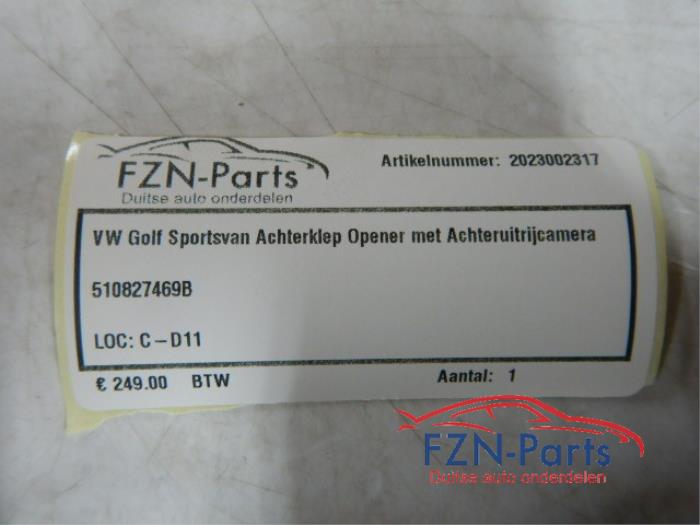 FZN-Parts
Duitse auto onderdelen
Artikelnummer: 2023002317
VW Golf Sportsvan Achterklep Opener met Achteruitrijcamera
510827469B
LOC: C-D11
€ 249.00 BTW
Aantal: 1
FZN-Parts
Duitse auto onderdelen